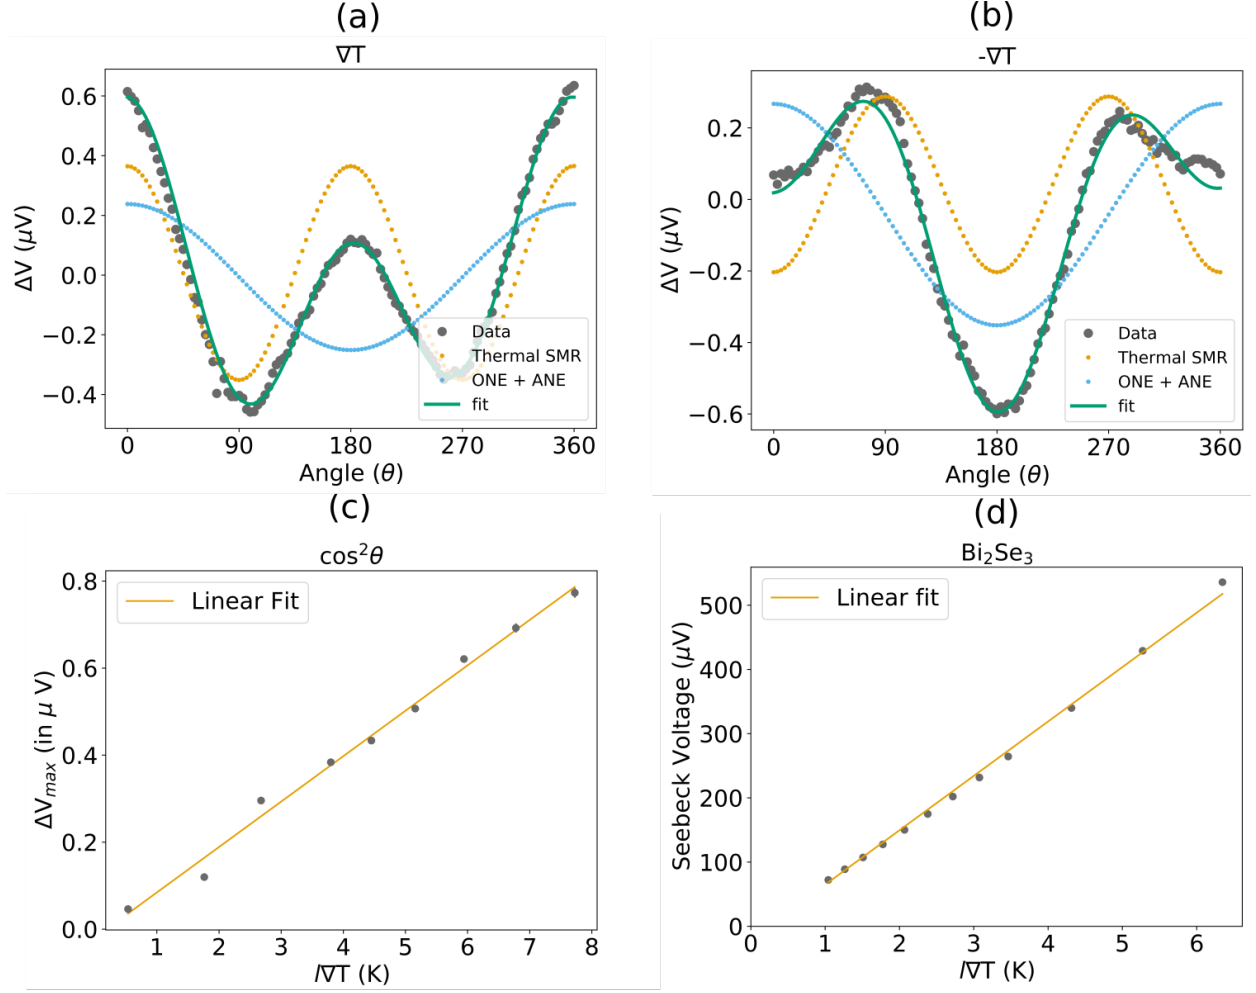 (a)
∇T
ΔV (μV)
0.6
0.4
0.2
0.0
−0.2
−0.4
0 90 180 270 360
Angle (θ)
Data
Thermal SMR
ONE + ANE
fit
(b)
-∇T
ΔV (μV)
0.2
0.0
−0.2
−0.4
−0.6
0 90 180 270 360
Angle (θ)
Data
Thermal SMR
ONE + ANE
fit
(c)
cos²θ
ΔV_max (in μ V)
0.8
0.6
0.4
0.2
0.0
1 2 3 4 5 6 7 8
l∇T (K)
Linear Fit
(d)
Bi₂Se₃
Seebeck Voltage (μV)
500
400
300
200
100
0
0 1 2 3 4 5 6
l∇T (K)
Linear fit